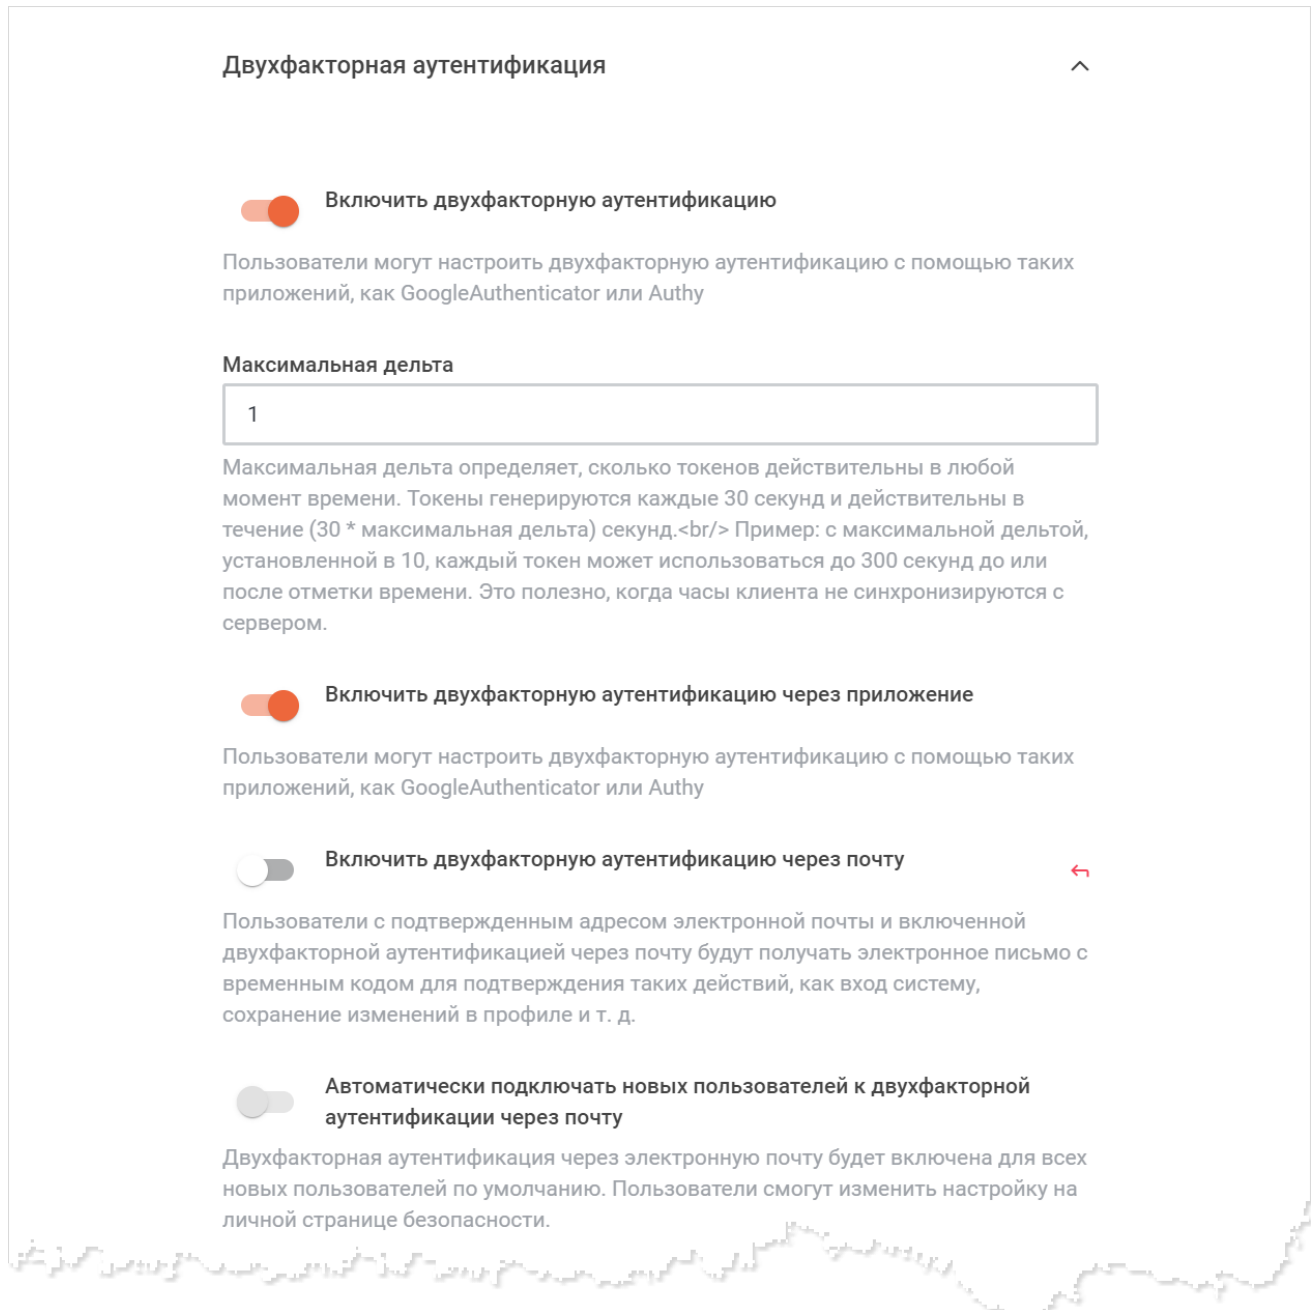 Двухфакторная аутентификация
Включить двухфакторную аутентификацию
Пользователи могут настроить двухфакторную аутентификацию с помощью таких
приложений, как GoogleAuthenticator или Authy
Максимальная дельта
1
Максимальная дельта определяет, сколько токенов действительны в любой
момент времени. Токены генерируются каждые 30 секунд и действительны в
течение (30 * максимальная дельта) секунд.<br/> Пример: с максимальной дельтой,
установленной в 10, каждый токен может использоваться до 300 секунд до или
после отметки времени. Это полезно, когда часы клиента не синхронизируются с
сервером.
Включить двухфакторную аутентификацию через приложение
Пользователи могут настроить двухфакторную аутентификацию с помощью таких
приложений, как GoogleAuthenticator или Authy
Включить двухфакторную аутентификацию через почту
Пользователи с подтвержденным адресом электронной почты и включенной
двухфакторной аутентификацией через почту будут получать электронное письмо с
временным кодом для подтверждения таких действий, как вход систему,
сохранение изменений в профиле и т. д.
Автоматически подключать новых пользователей к двухфакторной
аутентификации через почту
Двухфакторная аутентификация через электронную почту будет включена для всех
новых пользователей по умолчанию. Пользователи смогут изменить настройку на
личной странице безопасности.